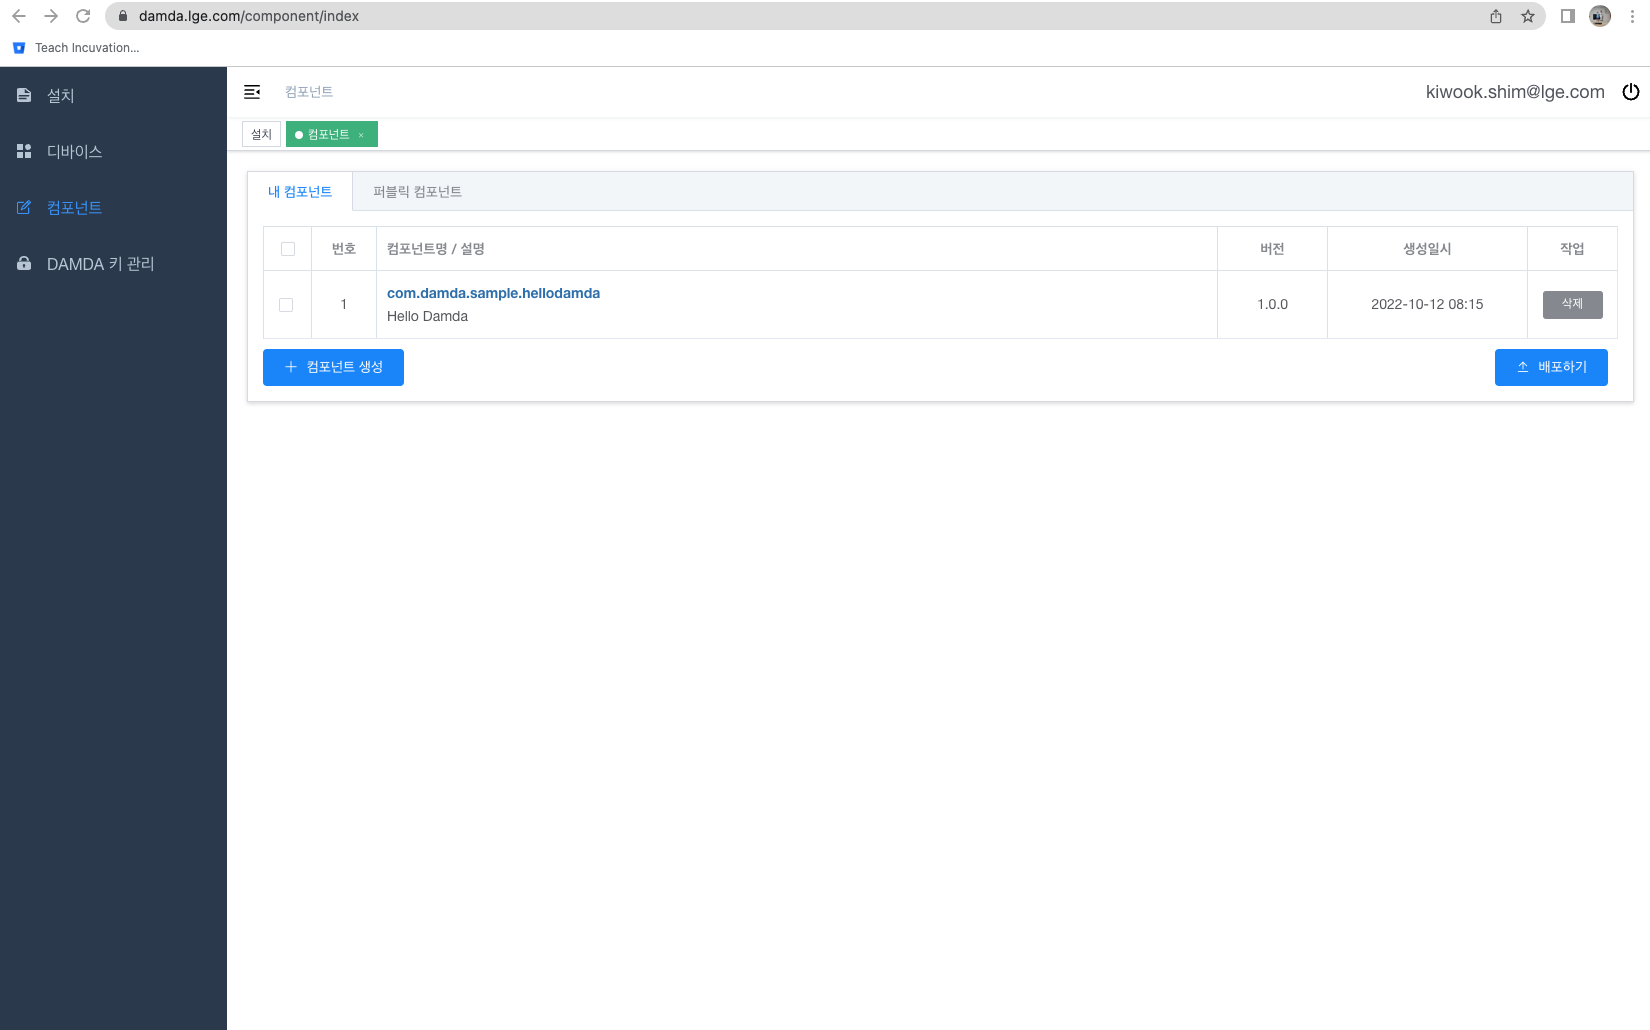 damda.lge.com/component/index
Teach Incuvation...
설치
디바이스
컴포넌트
DAMDA 키 관리
컴포넌트
kiwook.shim@lge.com
설치
컴포넌트 ×
내 컴포넌트
퍼블릭 컴포넌트
번호
컴포넌트명 / 설명
버전
생성일시
작업
1
com.damda.sample.hellodamda
Hello Damda
1.0.0
2022-10-12 08:15
삭제
컴포넌트 생성
배포하기